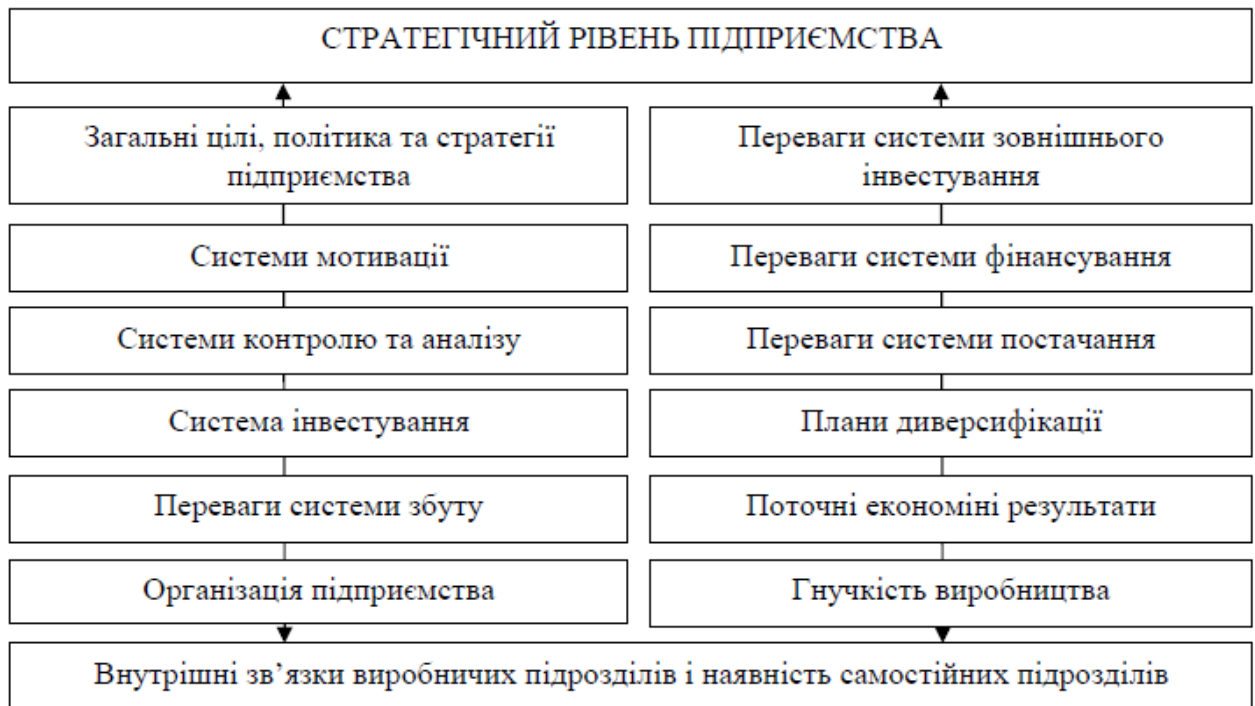 СТРАТЕГІЧНИЙ РІВЕНЬ ПІДПРИЄМСТВА
Загальні цілі, політика та стратегії
підприємства
Переваги системи зовнішнього
інвестування
Системи мотивації
Переваги системи фінансування
Системи контролю та аналізу
Переваги системи постачання
Система інвестування
Плани диверсифікації
Переваги системи збуту
Поточні економіні результати
Організація підприємства
Гнучкість виробництва
Внутрішні зв’язки виробничих підрозділів і наявність самостійних підрозділів